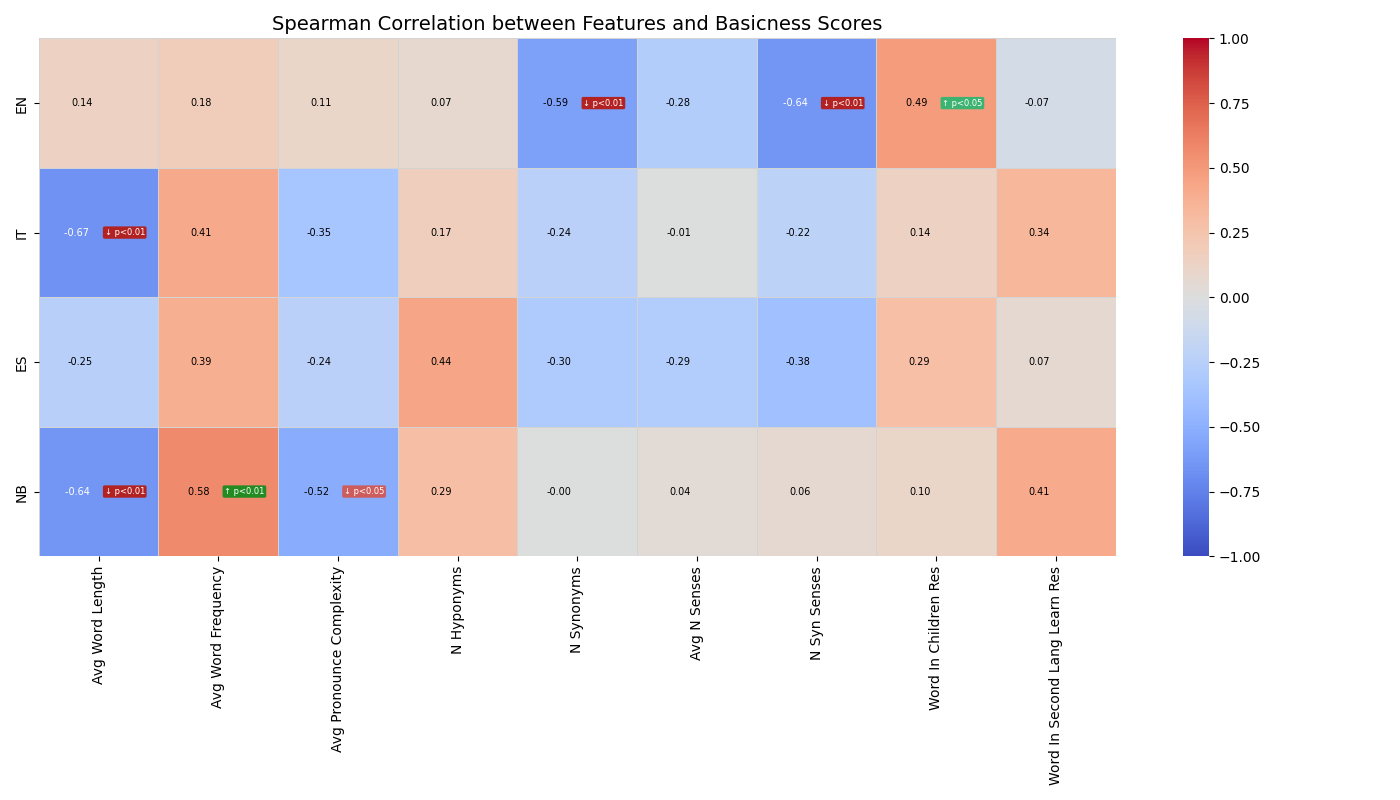 Spearman Correlation between Features and Basicness Scores
EN 0.14 0.18 0.11 0.07 -0.59 ↓ p<0.01 -0.28 -0.64 ↓ p<0.01 0.49 ↑ p<0.05 -0.07
IT -0.67 ↓ p<0.01 0.41 -0.35 0.17 -0.24 -0.01 -0.22 0.14 0.34
ES -0.25 0.39 -0.24 0.44 -0.30 -0.29 -0.38 0.29 0.07
NB -0.64 ↓ p<0.01 0.58 ↑ p<0.01 -0.52 ↓ p<0.05 0.29 -0.00 0.04 0.06 0.10 0.41
Avg Word Length
Avg Word Frequency
Avg Pronounce Complexity
N Hyponyms
N Synonyms
Avg N Senses
N Syn Senses
Word In Children Res
Word In Second Lang Learn Res
1.00
0.75
0.50
0.25
0.00
−0.25
−0.50
−0.75
−1.00